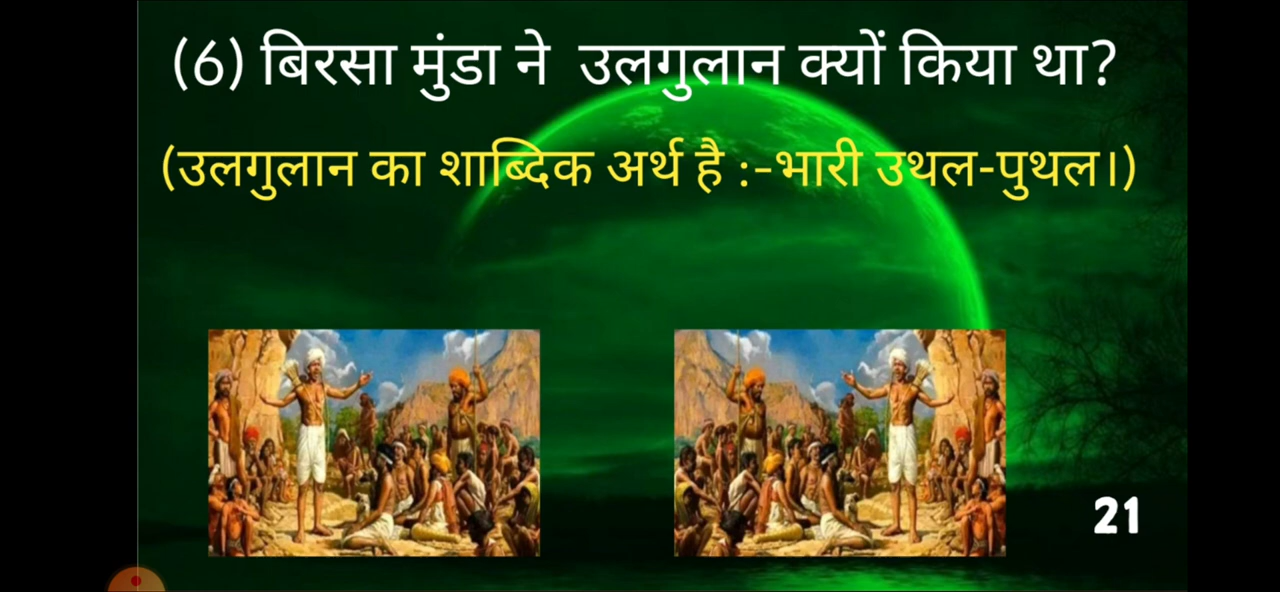 (6) बिरसा मुंडा ने उलगुलान क्यों किया था?
(उलगुलान का शाब्दिक अर्थ है :-भारी उथल-पुथल।)
21